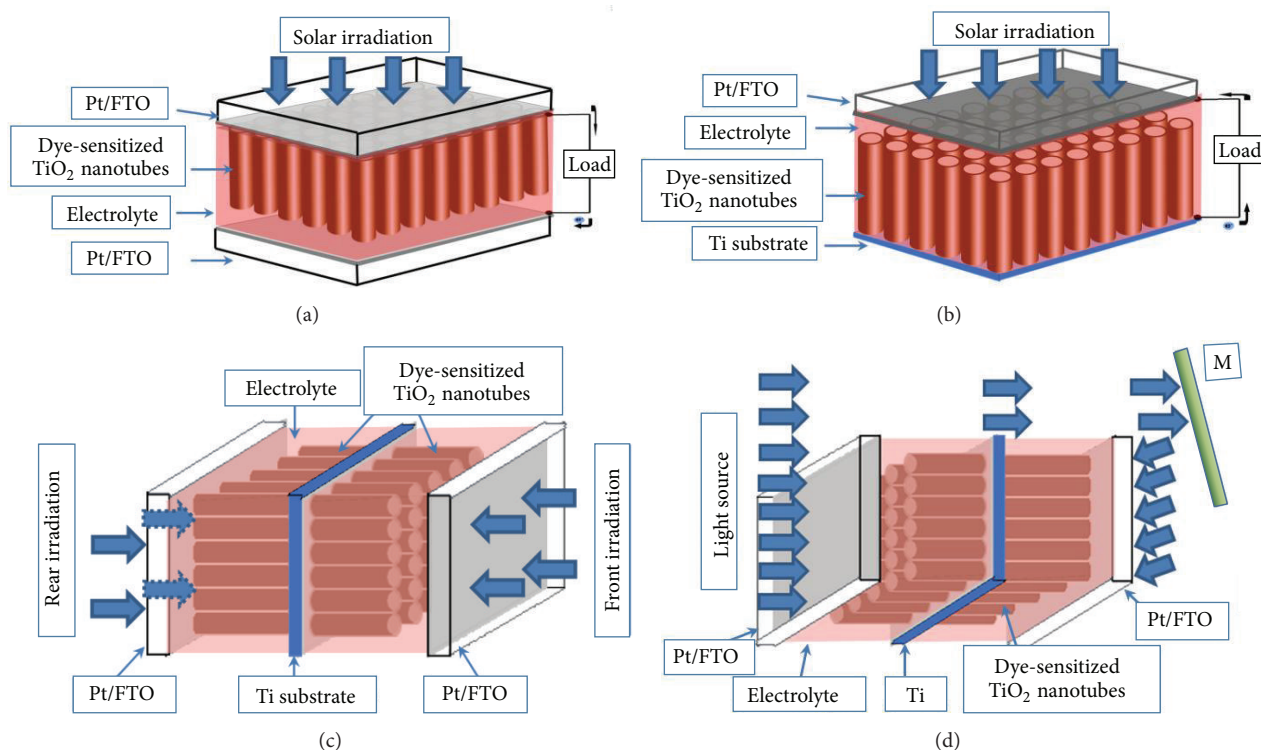 Solar irradiation
Pt/FTO
Dye-sensitized
TiO2 nanotubes
Electrolyte
Pt/FTO
Load
(a)
Solar irradiation
Pt/FTO
Electrolyte
Dye-sensitized
TiO2 nanotubes
Ti substrate
Load
(b)
Electrolyte
Dye-sensitized
TiO2 nanotubes
Rear irradiation
Front irradiation
Pt/FTO
Ti substrate
Pt/FTO
(c)
M
Light source
Pt/FTO
Electrolyte
Ti
Dye-sensitized
TiO2 nanotubes
Pt/FTO
(d)